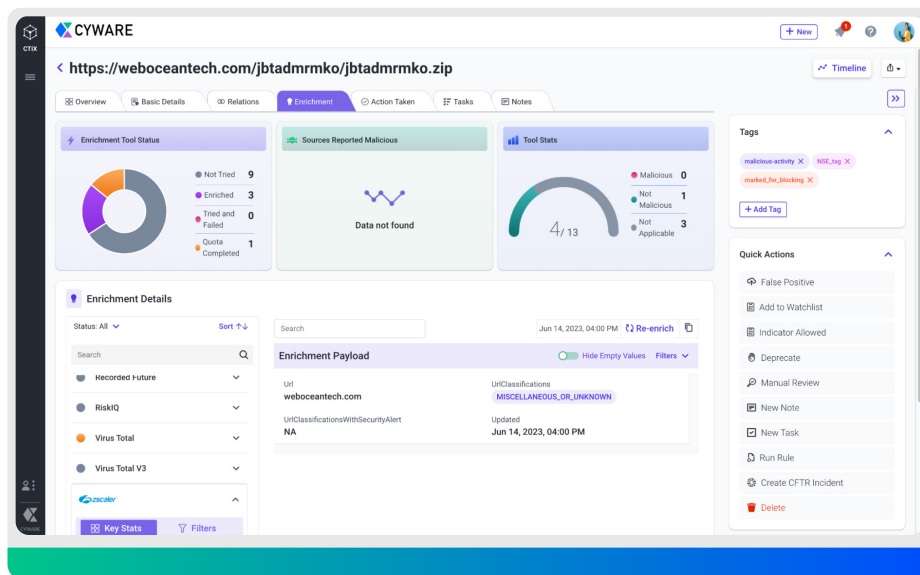 CTIX
CYWARE
+ New
1
https://weboceantech.com/jbtadmrmko/jbtadmrmko.zip
Timeline
Overview
Basic Details
Relations
Enrichment
Action Taken
Tasks
Notes
Enrichment Tool Status
Not Tried 9
Enriched 3
Tried and Failed 0
Quota Completed 1
Sources Reported Malicious
Data not found
Tool Stats
4/ 13
Malicious 0
Not Malicious 1
Not Applicable 3
Enrichment Details
Status: All
Sort
Search
Recorded Future
RiskIQ
Virus Total
Virus Total V3
zscaler
Key Stats
Filters
Search
Jun 14, 2023, 04:00 PM
Re-enrich
Enrichment Payload
Hide Empty Values
Filters
Url
weboceantech.com
UrlClassifications
MISCELLANEOUS_OR_UNKNOWN
UrlClassificationsWithSecurityAlert
NA
Updated
Jun 14, 2023, 04:00 PM
Tags
malicious-activity X
NSE_tag X
marked_for_blocking X
+ Add Tag
Quick Actions
False Positive
Add to Watchlist
Indicator Allowed
Deprecate
Manual Review
New Note
New Task
Run Rule
Create CFTR Incident
Delete
CYWARE